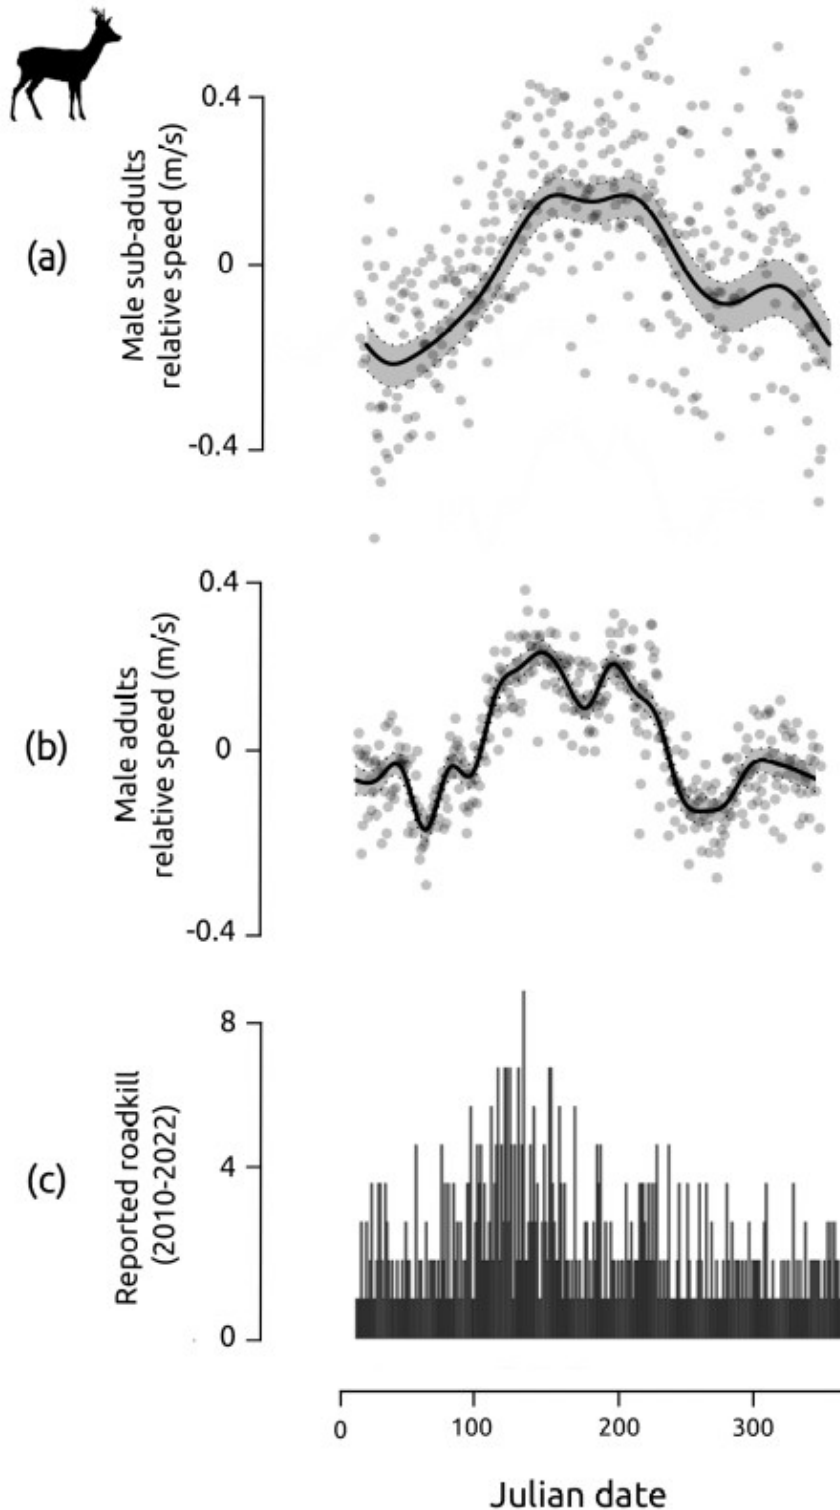 0.4
0
-0.4
(a)
Male sub-adults
relative speed (m/s)
0.4
0
-0.4
(b)
Male adults
relative speed (m/s)
8
4
0
(c)
Reported roadkill
(2010-2022)
0 100 200 300
Julian date